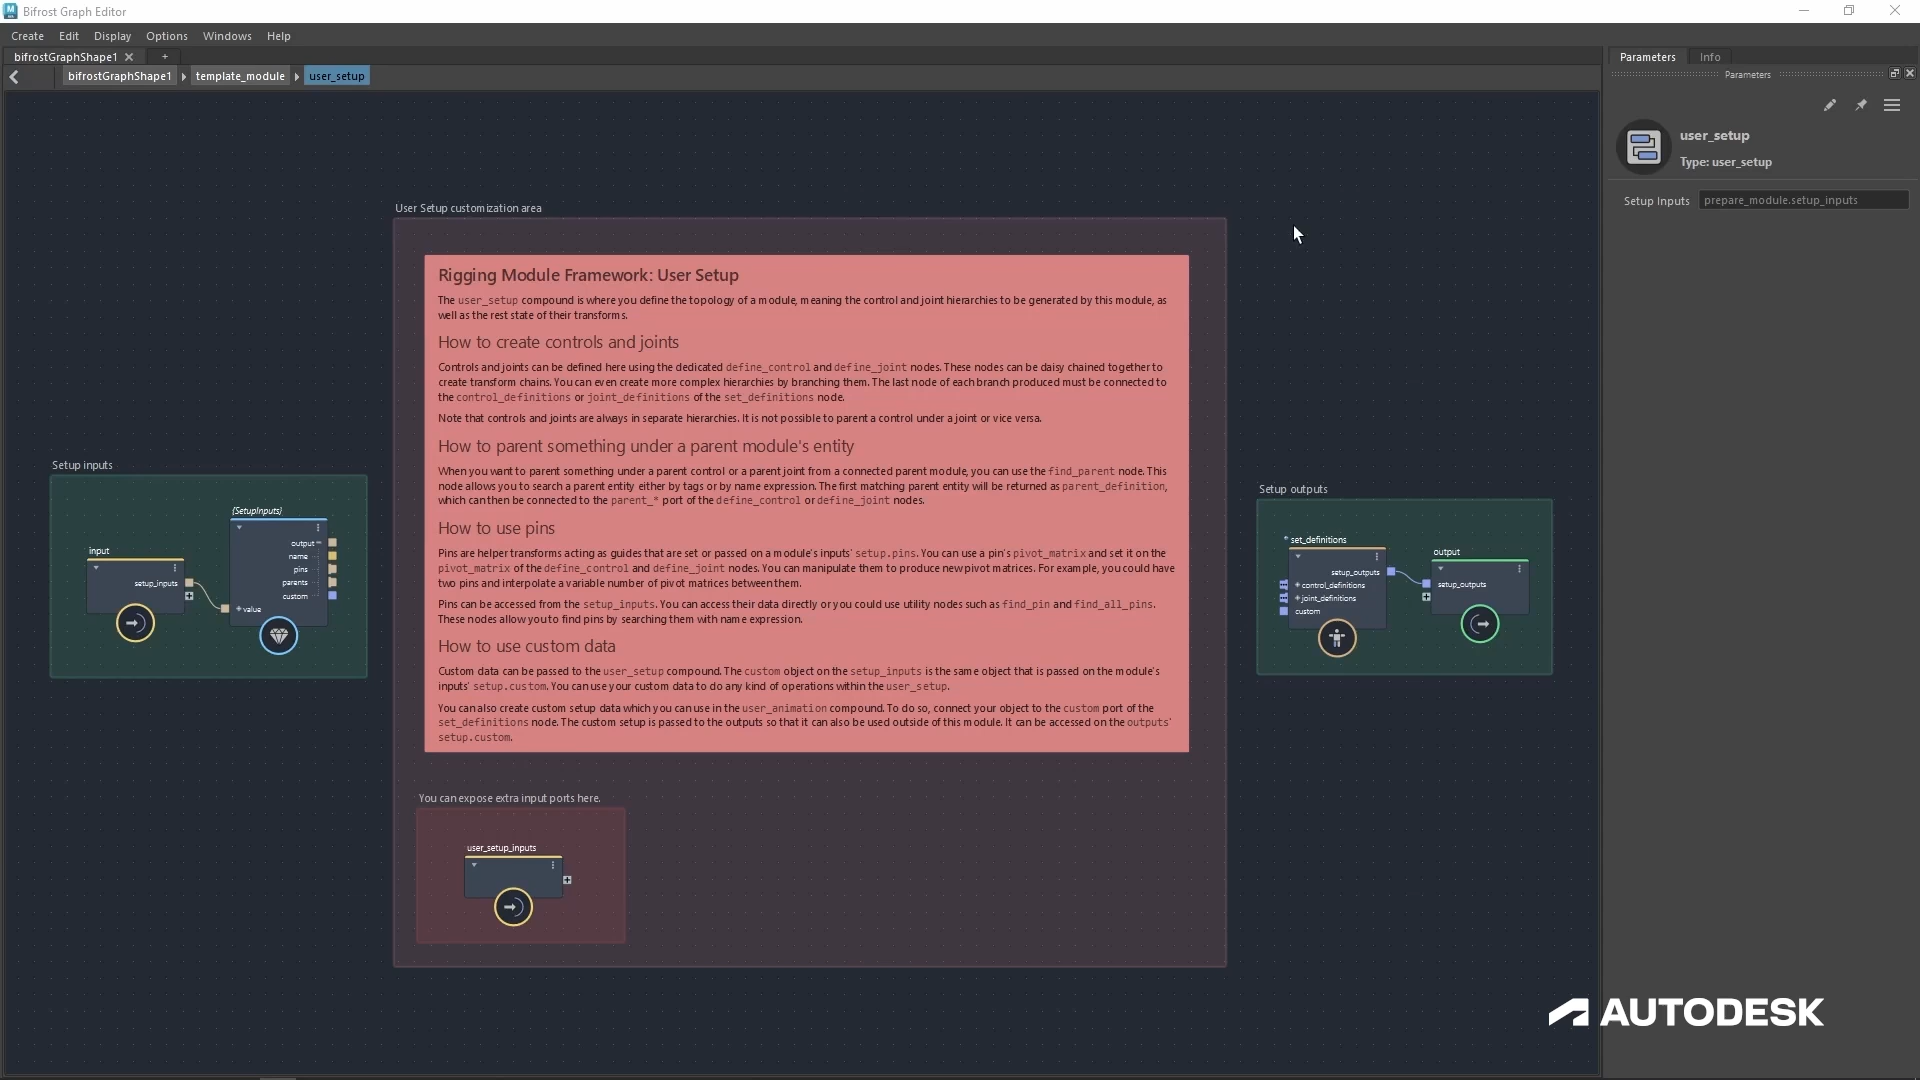 Bifrost Graph Editor
Create Edit Display Options Windows Help
bifrostGraphShape1
bifrostGraphShape1 template_module user_setup
Parameters Info
Parameters
user_setup
Type: user_setup
Setup Inputs prepare_module.setup_inputs
User Setup customization area
Rigging Module Framework: User Setup
The user_setup compound is where you define the topology of a module, meaning the control and joint hierarchies to be generated by this module, as
well as the rest state of their transforms.
How to create controls and joints
Controls and joints can be defined here using the dedicated define_control and define_joint nodes. These nodes can be daisy chained together to
create transform chains. You can even create more complex hierarchies by branching them. The last node of each branch produced must be connected to
the control_definitions or joint_definitions of the set_definitions node.
Note that controls and joints are always in separate hierarchies. It is not possible to parent a control under a joint or vice versa.
How to parent something under a parent module's entity
When you want to parent something under a parent control or a parent joint from a connected parent module, you can use the find_parent node. This
node allows you to search a parent entity either by tags or by name expression. The first matching parent entity will be returned as parent_definition,
which can then be connected to the parent_* port of the define_control or define_joint nodes.
How to use pins
Pins are helper transforms acting as guides that are set or passed on a module's inputs' setup.pins. You can use a pin's pivot_matrix and set it on the
pivot_matrix of the define_control and define_joint nodes. You can manipulate them to produce new pivot matrices. For example, you could have
two pins and interpolate a variable number of pivot matrices between them.
Pins can be accessed from the setup_inputs. You can access their data directly or you could use utility nodes such as find_pin and find_all_pins.
These nodes allow you to find pins by searching them with name expression.
How to use custom data
Custom data can be passed to the user_setup compound. The custom object on the setup_inputs is the same object that is passed on the module's
inputs' setup.custom. You can use your custom data to do any kind of operations within the user_setup.
You can also create custom setup data which you can use in the user_animation compound. To do so, connect your object to the custom port of the
set_definitions node. The custom setup is passed to the outputs so that it can also be used outside of this module. It can be accessed on the outputs'
setup.custom.
Setup inputs
input
setup_inputs
{SetupInputs}
output
name
pins
parents
custom
value
Setup outputs
set_definitions
setup_outputs
control_definitions
joint_definitions
custom
output
setup_outputs
You can expose extra input ports here.
user_setup_inputs
AUTODESK